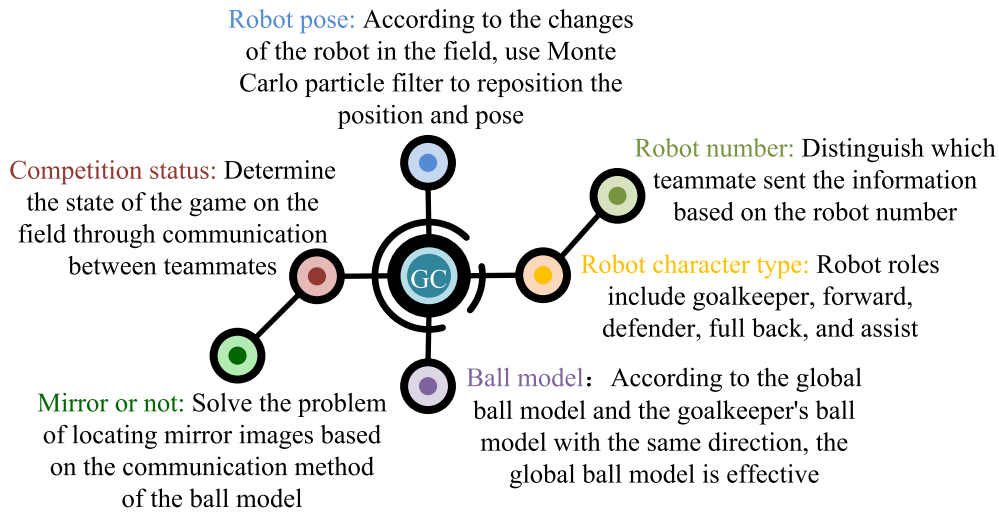 Robot pose: According to the changes
of the robot in the field, use Monte
Carlo particle filter to reposition the
position and pose
Competition status: Determine
the state of the game on the
field through communication
between teammates
Robot number: Distinguish which
teammate sent the information
based on the robot number
GC
Robot character type: Robot roles
include goalkeeper, forward,
defender, full back, and assist
Mirror or not: Solve the problem
of locating mirror images based
on the communication method
of the ball model
Ball model：According to the global
ball model and the goalkeeper's ball
model with the same direction, the
global ball model is effective